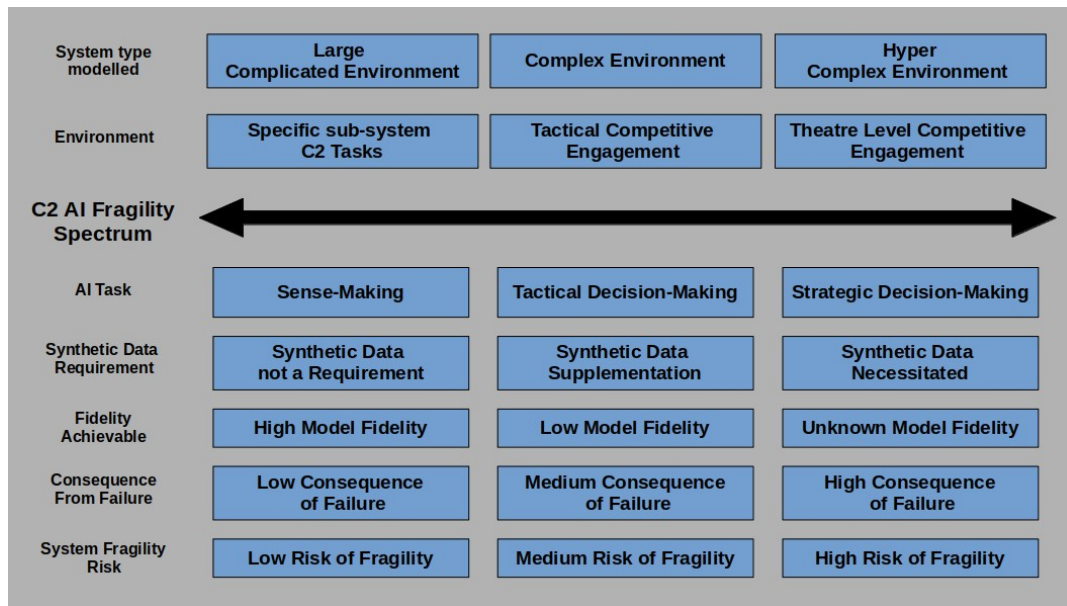 System type
modelled
Large
Complicated Environment
Complex Environment
Hyper
Complex Environment
Environment
Specific sub-system
C2 Tasks
Tactical Competitive
Engagement
Theatre Level Competitive
Engagement
C2 AI Fragility
Spectrum
AI Task
Sense-Making
Tactical Decision-Making
Strategic Decision-Making
Synthetic Data
Requirement
Synthetic Data
not a Requirement
Synthetic Data
Supplementation
Synthetic Data
Necessitated
Fidelity
Achievable
High Model Fidelity
Low Model Fidelity
Unknown Model Fidelity
Consequence
From Failure
Low Consequence
of Failure
Medium Consequence
of Failure
High Consequence
of Failure
System Fragility
Risk
Low Risk of Fragility
Medium Risk of Fragility
High Risk of Fragility